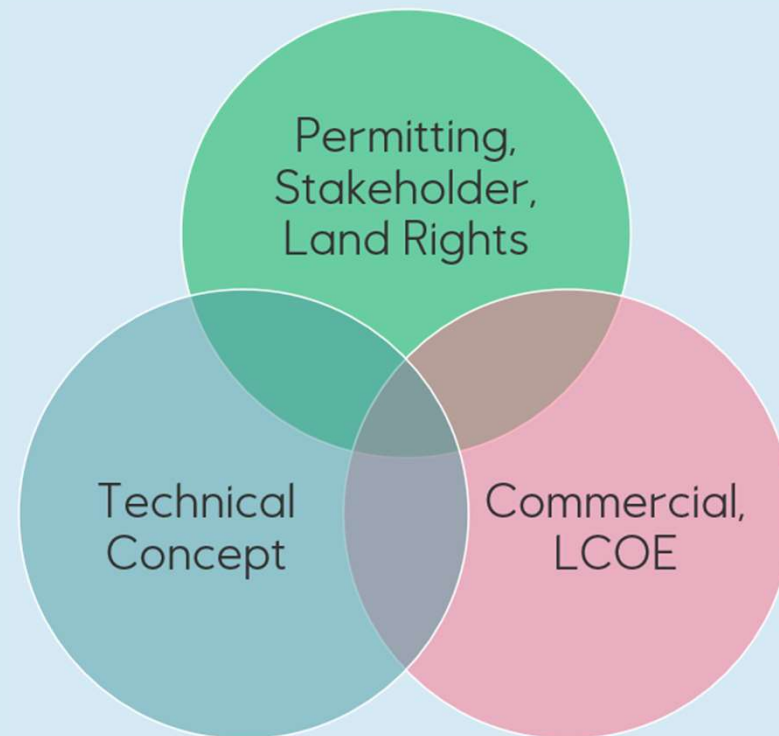 Permitting,
Stakeholder,
Land Rights
Technical
Concept
Commercial,
LCOE